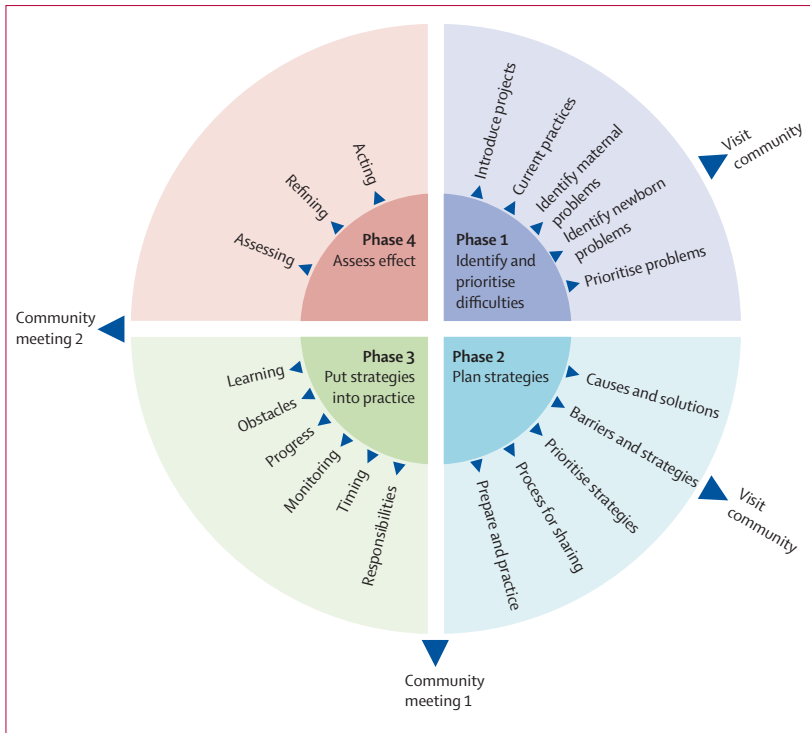 Phase 1
Identify and
prioritise
difficulties
Introduce projects
Current practices
Identify maternal
problems
Identify newborn
problems
Prioritise problems
Visit
community
Phase 2
Plan strategies
Causes and solutions
Barriers and strategies
Prioritise strategies
Process for sharing
Prepare and practice
Visit
community
Community
meeting 1
Phase 3
Put strategies
into practice
Responsibilities
Timing
Monitoring
Progress
Obstacles
Learning
Community
meeting 2
Phase 4
Assess effect
Assessing
Refining
Acting